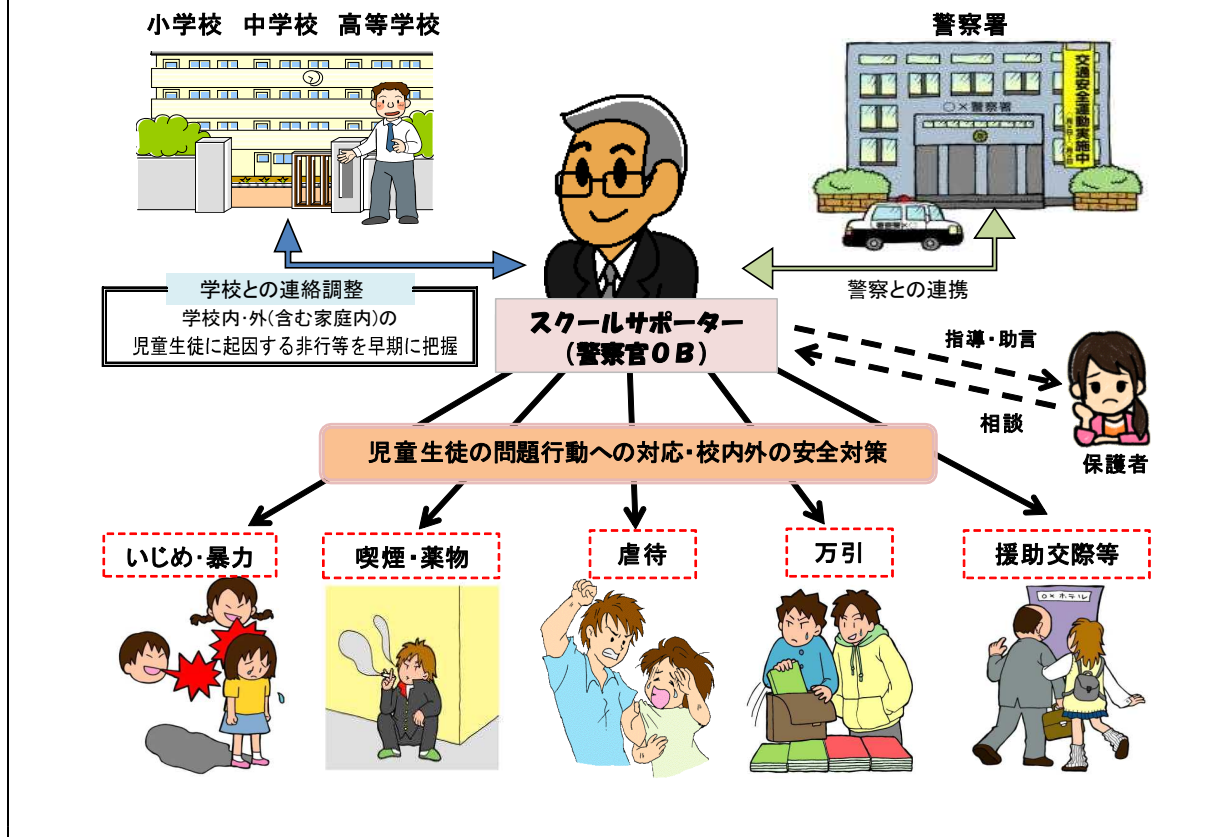 小学校 中学校 高等学校
警察署
交通安全運動実施中
○×警察署
学校との連絡調整
学校内・外(含む家庭内)の
児童生徒に起因する非行等を早期に把握
警察との連携
スクールサポーター
(警察官OB)
指導・助言
相談
保護者
児童生徒の問題行動への対応・校内外の安全対策
いじめ・暴力
喫煙・薬物
虐待
万引
援助交際等
○×ホテル